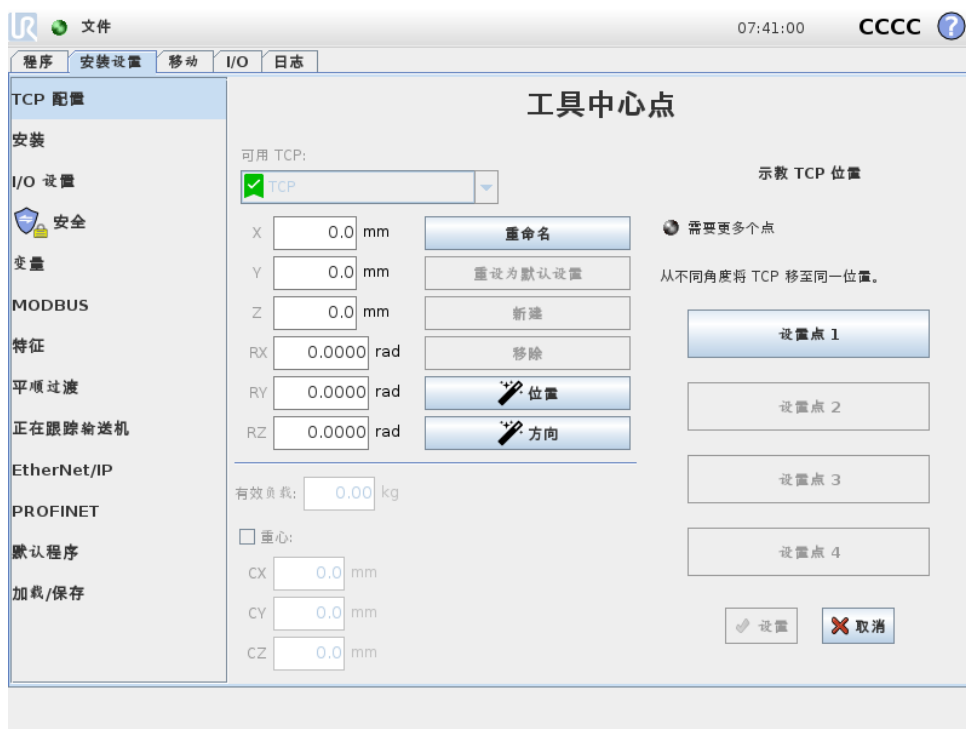 UR 文件 07:41:00 CCCC ?
程序 安装设置 移动 I/O 日志
TCP 配置
安装
I/O 设置
安全
变量
MODBUS
特征
平顺过渡
正在跟踪输送机
EtherNet/IP
PROFINET
默认程序
加载/保存
工具中心点
可用 TCP:
TCP
X 0.0 mm 重命名
Y 0.0 mm 重设为默认设置
Z 0.0 mm 新建
RX 0.0000 rad 移除
RY 0.0000 rad 位置
RZ 0.0000 rad 方向
有效负载: 0.00 kg
重心:
CX 0.0 mm
CY 0.0 mm
CZ 0.0 mm
示教 TCP 位置
需要更多个点
从不同角度将 TCP 移至同一位置。
设置点 1
设置点 2
设置点 3
设置点 4
设置 取消